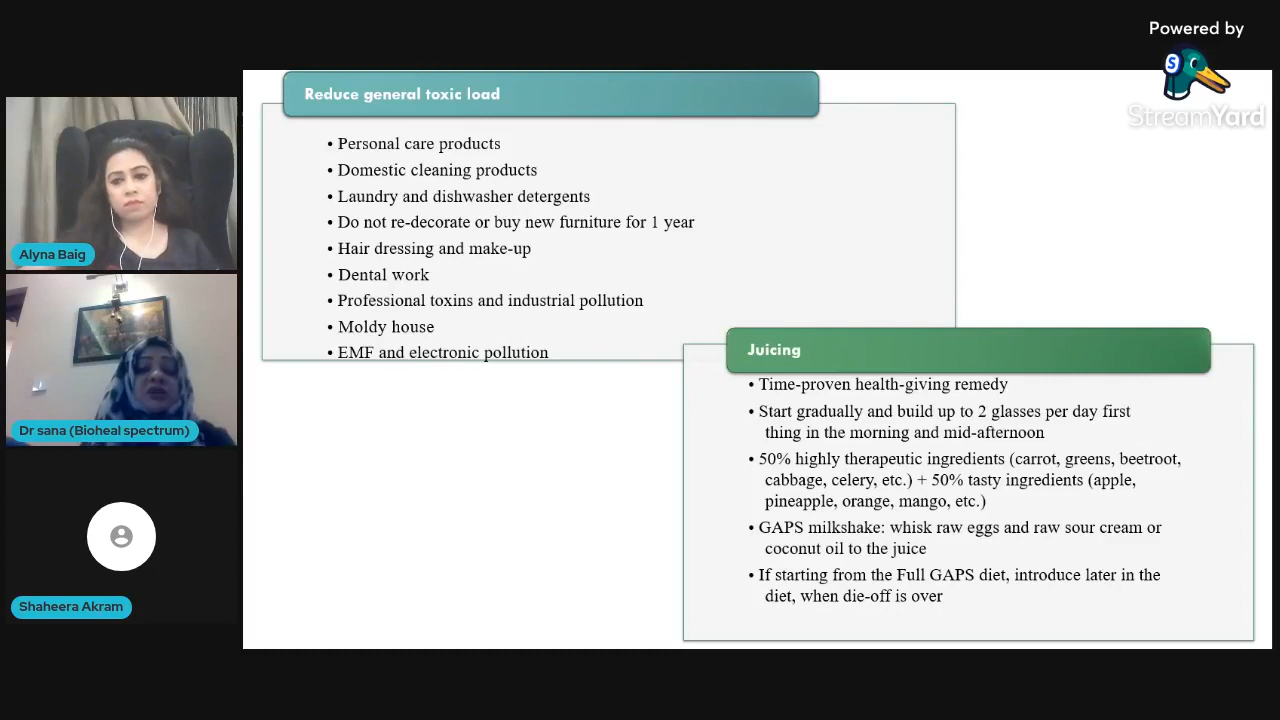 Powered by
StreamYard
Alyna Baig
Dr sana (Bioheal spectrum)
Shaheera Akram
Reduce general toxic load
• Personal care products
• Domestic cleaning products
• Laundry and dishwasher detergents
• Do not re-decorate or buy new furniture for 1 year
• Hair dressing and make-up
• Dental work
• Professional toxins and industrial pollution
• Moldy house
• EMF and electronic pollution
Juicing
• Time-proven health-giving remedy
• Start gradually and build up to 2 glasses per day first
thing in the morning and mid-afternoon
• 50% highly therapeutic ingredients (carrot, greens, beetroot,
cabbage, celery, etc.) + 50% tasty ingredients (apple,
pineapple, orange, mango, etc.)
• GAPS milkshake: whisk raw eggs and raw sour cream or
coconut oil to the juice
• If starting from the Full GAPS diet, introduce later in the
diet, when die-off is over